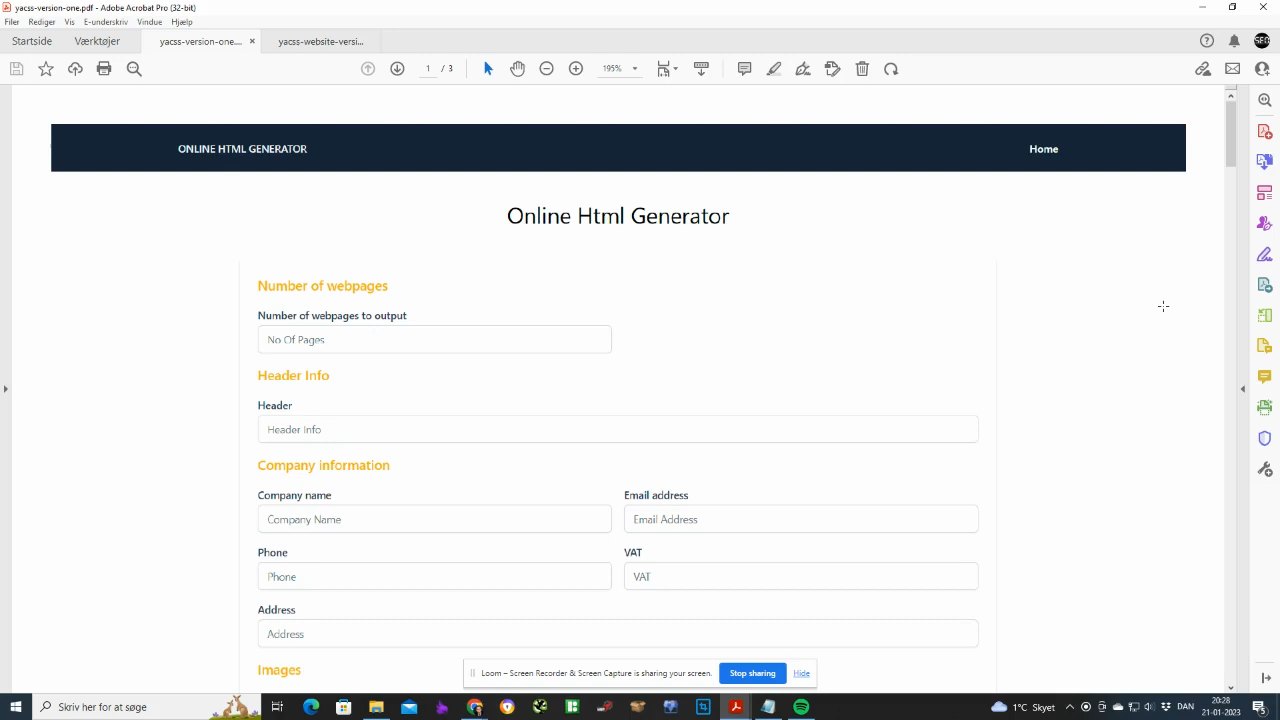 yacss-version-one.pdf - Adobe Acrobat Pro (32-bit)
Filer Rediger Vis E-underskriv Vindue Hjælp
Startside Værktøjer yacss-version-one.... × yacss-website-versi...
SEO
1 / 3 195%
ONLINE HTML GENERATOR Home
Online Html Generator
Number of webpages
Number of webpages to output
No Of Pages
Header Info
Header
Header Info
Company information
Company name Email address
Company Name Email Address
Phone VAT
Phone VAT
Address
Address
Images
Loom – Screen Recorder & Screen Capture is sharing your screen. Stop sharing Hide
Skriv her for at søge
1°C Skyet DAN 20:28
21-01-2023